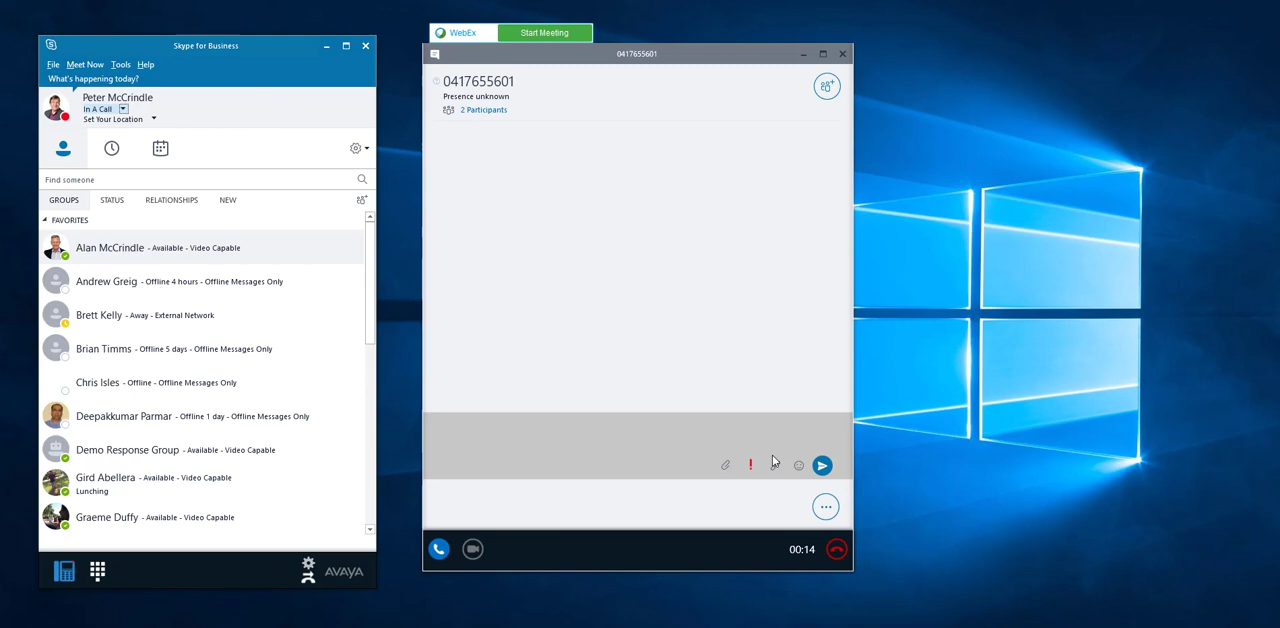 Skype for Business
File Meet Now Tools Help
What's happening today?
Peter McCrindle
In A Call
Set Your Location
Find someone
GROUPS STATUS RELATIONSHIPS NEW
FAVORITES
Alan McCrindle - Available - Video Capable
Andrew Greig - Offline 4 hours - Offline Messages Only
Brett Kelly - Away - External Network
Brian Timms - Offline 5 days - Offline Messages Only
Chris Isles - Offline - Offline Messages Only
Deepakkumar Parmar - Offline 1 day - Offline Messages Only
Demo Response Group - Available - Video Capable
Gird Abellera - Available - Video Capable
Lunching
Graeme Duffy - Available - Video Capable
AVAYA
WebEx Start Meeting
0417655601
0417655601
Presence unknown
2 Participants
00:14